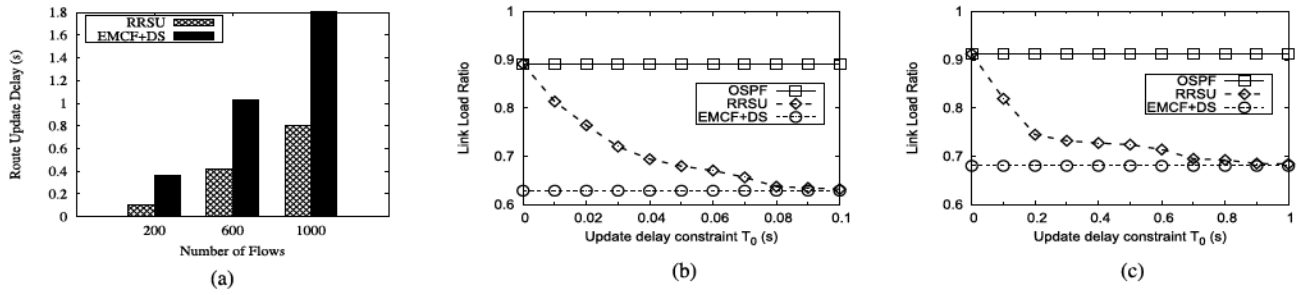 1.8
1.6
1.4
1.2
1
0.8
0.6
0.4
0.2
0
Route Update Delay (s)
RRSU
EMCF+DS
200
600
1000
Number of Flows
(a)
1
0.9
0.8
0.7
0.6
Link Load Ratio
OSPF
RRSU
EMCF+DS
0
0.02
0.04
0.06
0.08
0.1
Update delay constraint T₀ (s)
(b)
1
0.9
0.8
0.7
0.6
Link Load Ratio
OSPF
RRSU
EMCF+DS
0
0.2
0.4
0.6
0.8
1
Update delay constraint T₀ (s)
(c)